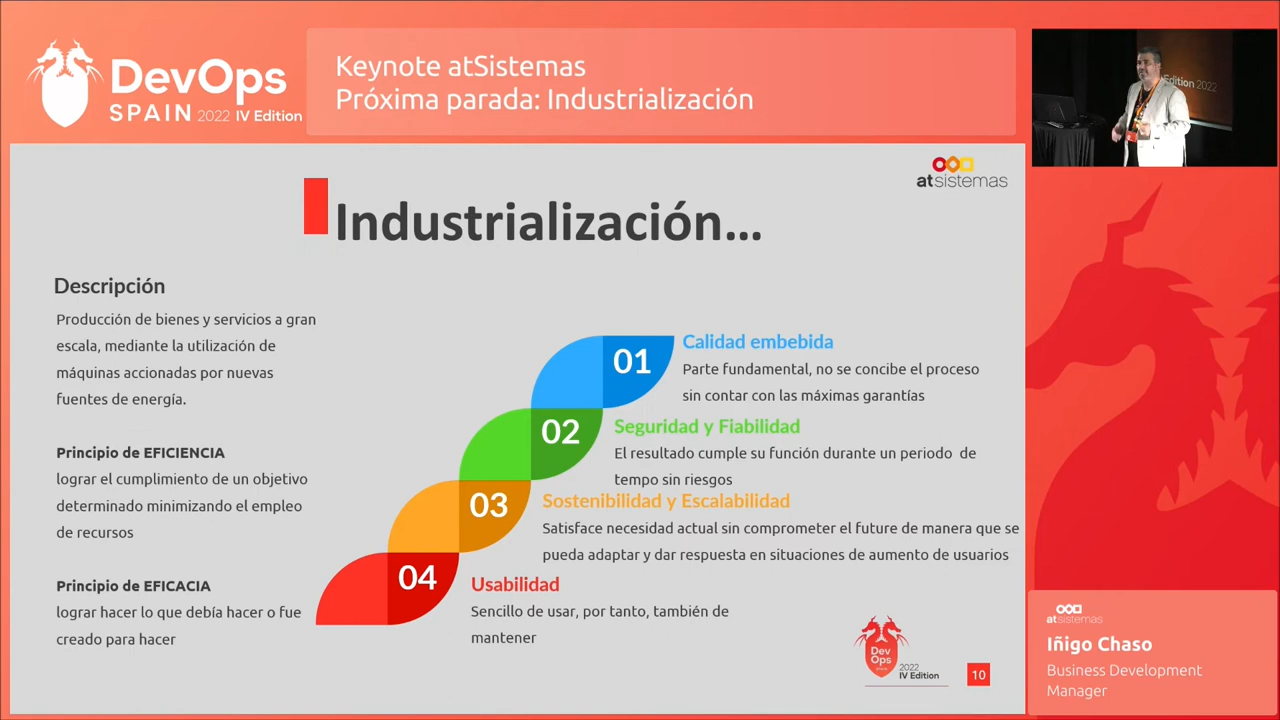 DevOps
SPAIN 2022 IV Edition
Keynote atSistemas
Próxima parada: Industrialización
Edition 2022
atsistemas
Industrialización...
Descripción
Producción de bienes y servicios a gran
escala, mediante la utilización de
máquinas accionadas por nuevas
fuentes de energía.
Principio de EFICIENCIA
lograr el cumplimiento de un objetivo
determinado minimizando el empleo
de recursos
Principio de EFICACIA
lograr hacer lo que debía hacer o fue
creado para hacer
01
Calidad embebida
Parte fundamental, no se concibe el proceso
sin contar con las máximas garantías
02
Seguridad y Fiabilidad
El resultado cumple su función durante un periodo de
tempo sin riesgos
03
Sostenibilidad y Escalabilidad
Satisface necesidad actual sin comprometer el future de manera que se
pueda adaptar y dar respuesta en situaciones de aumento de usuarios
04
Usabilidad
Sencillo de usar, por tanto, también de
mantener
Dev
Ops
2022
IV Edition
10
atsistemas
Iñigo Chaso
Business Development
Manager